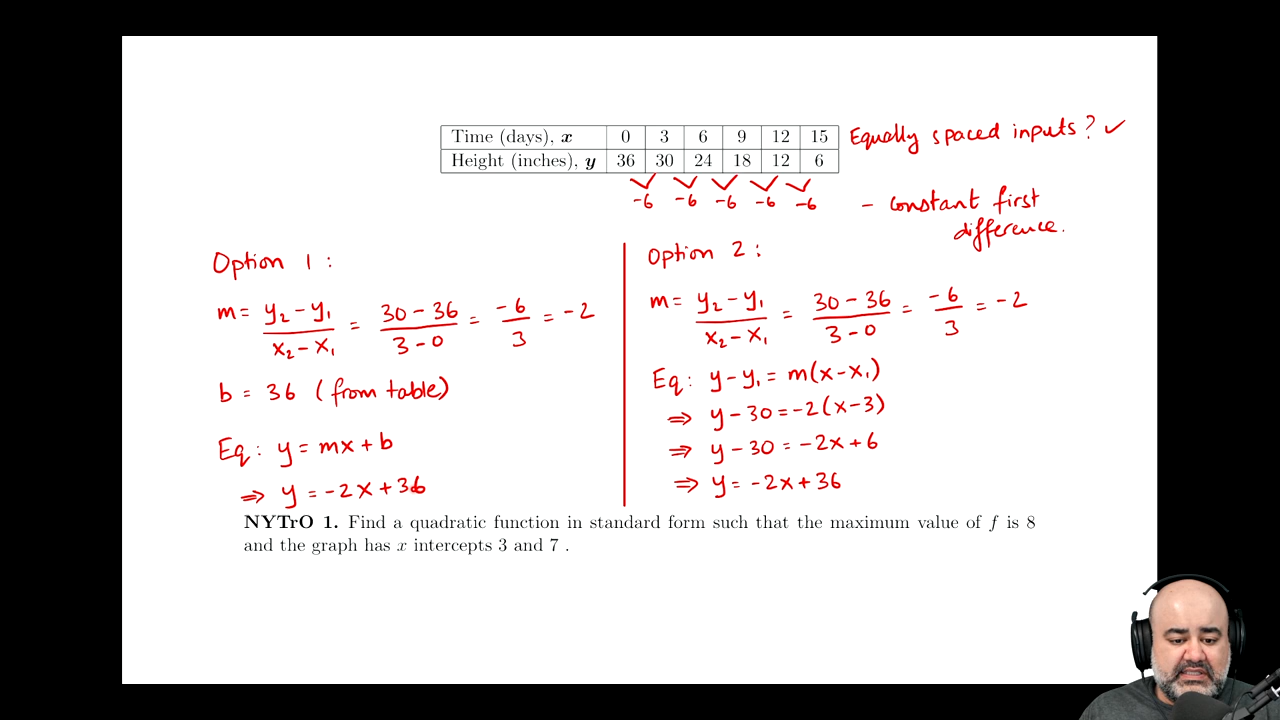 Time (days), x 0 3 6 9 12 15
Height (inches), y 36 30 24 18 12 6
Equally spaced inputs? ✓
-6 -6 -6 -6 -6
- constant first
difference.
Option 1:
m = y₂ - y₁ / x₂ - x₁ = 30 - 36 / 3 - 0 = -6 / 3 = -2
b = 36 (from table)
Eq: y = mx + b
⇒ y = -2x + 36
Option 2:
m = y₂ - y₁ / x₂ - x₁ = 30 - 36 / 3 - 0 = -6 / 3 = -2
Eq: y - y₁ = m(x - x₁)
⇒ y - 30 = -2(x - 3)
⇒ y - 30 = -2x + 6
⇒ y = -2x + 36
NYTrO 1. Find a quadratic function in standard form such that the maximum value of f is 8
and the graph has x intercepts 3 and 7 .